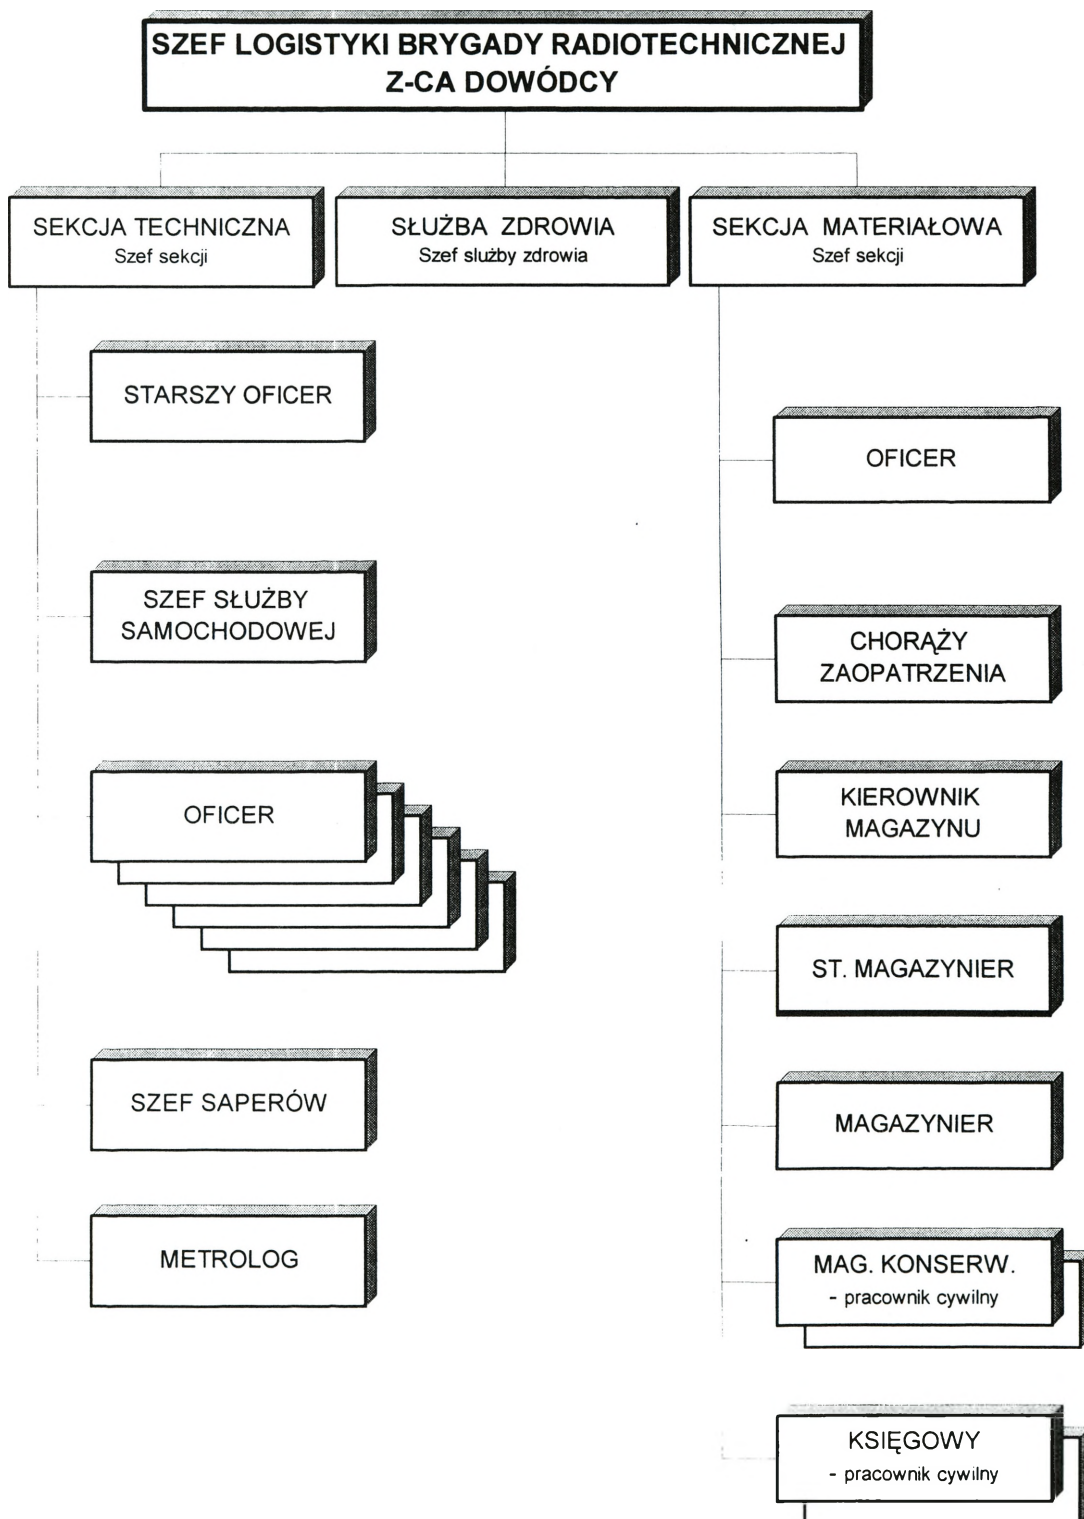 SZEF LOGISTYKI BRYGADY RADIOTECHNICZNEJ
Z-CA DOWÓDCY
SEKCJA TECHNICZNA
Szef sekcji
SŁUŻBA ZDROWIA
Szef służby zdrowia
SEKCJA MATERIAŁOWA
Szef sekcji
STARSZY OFICER
SZEF SŁUŻBY
SAMOCHODOWEJ
OFICER
SZEF SAPERÓW
METROLOG
OFICER
CHORĄŻY
ZAOPATRZENIA
KIEROWNIK
MAGAZYNU
ST. MAGAZYNIER
MAGAZYNIER
MAG. KONSERW.
- pracownik cywilny
KSIĘGOWY
- pracownik cywilny